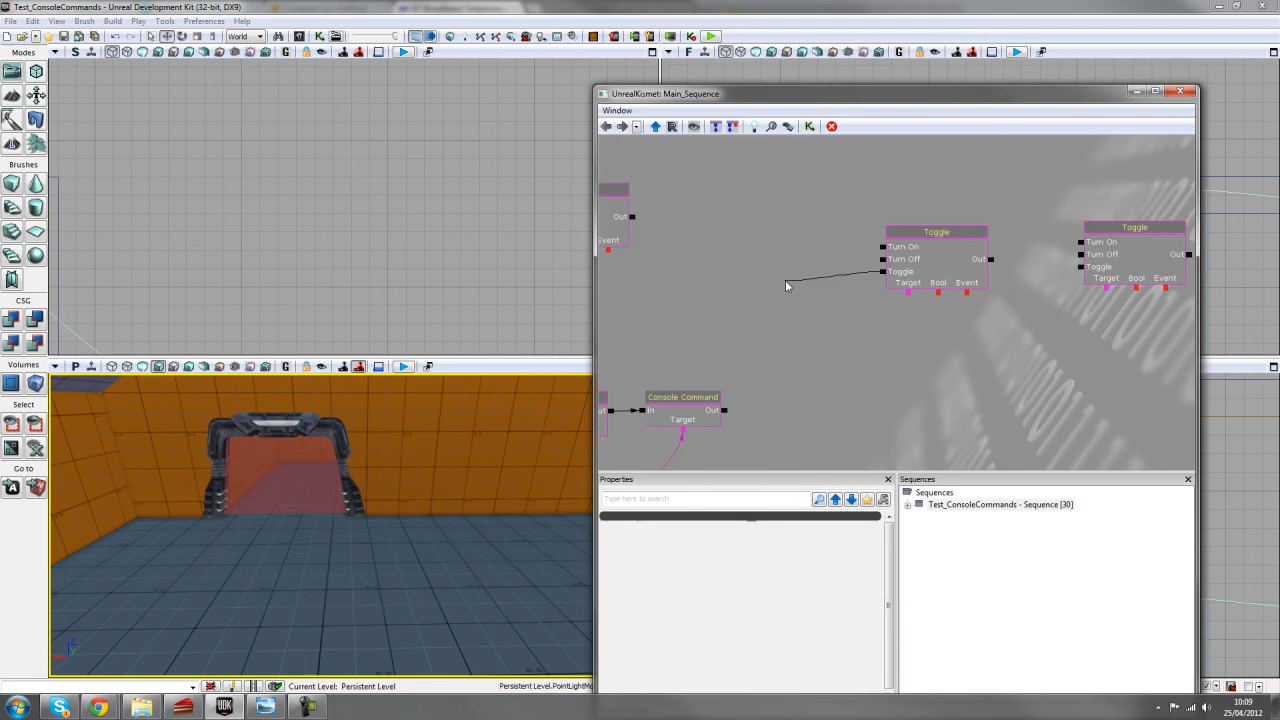 Test_ConsoleCommands - Unreal Development Kit (32-bit, DX9)
File Edit View Brush Build Play Tools Preferences Help
World
Modes
S
G
F
G
UnrealKismet: Main_Sequence
Window
Brushes
Out
Event
Toggle
Turn On
Turn Off
Out
Toggle
Target Bool Event
Toggle
Turn On
Turn Off
Out
Toggle
Target Bool Event
CSG
Volumes
P
G
Select
Console Command
In
Out
Target
Go to
Properties
Sequences
Type here to search
Sequences
Test_ConsoleCommands - Sequence [30]
Z
Y
Current Level: Persistent Level
10:09
25/04/2012